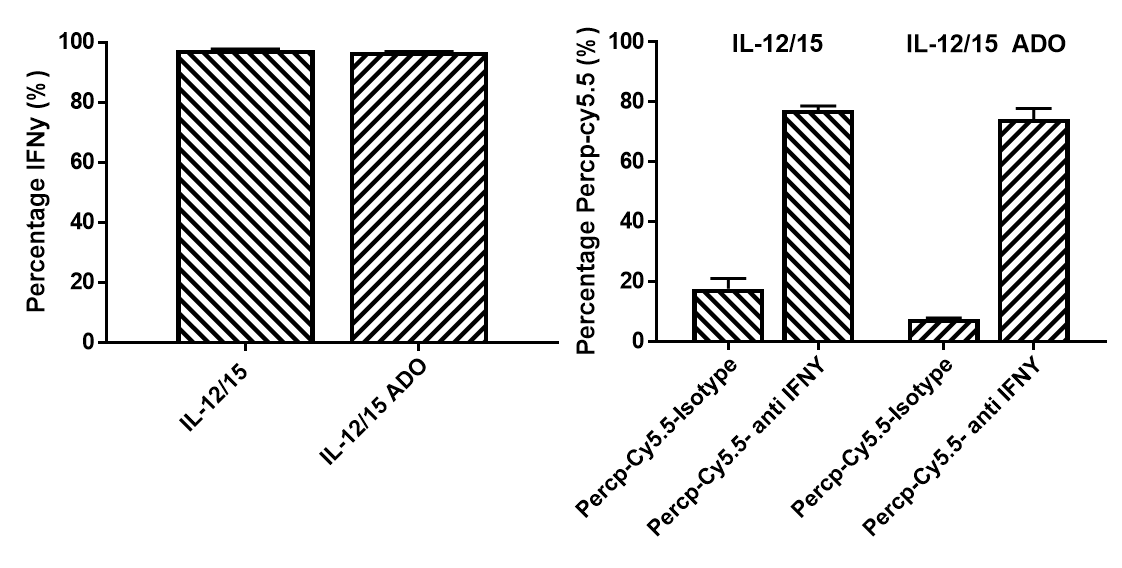 Percentage IFNy (%)
100
80
60
40
20
0
IL-12/15
IL-12/15 ADO
Percentage Percp-cy5.5 (%)
100
80
60
40
20
0
IL-12/15
IL-12/15 ADO
Percp-Cy5.5-Isotype
Percp-Cy5.5- anti IFNY
Percp-Cy5.5-Isotype
Percp-Cy5.5- anti IFNY